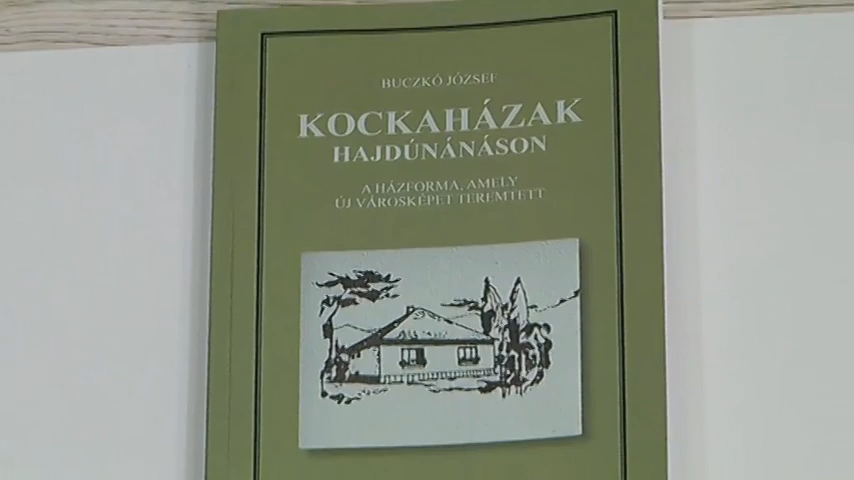 BUCZKÓ JÓZSEF
KOCKAHÁZAK
HAJDÚNÁNÁSON
A HÁZFORMA, AMELY
ÚJ VÁROSKÉPET TEREMTETT